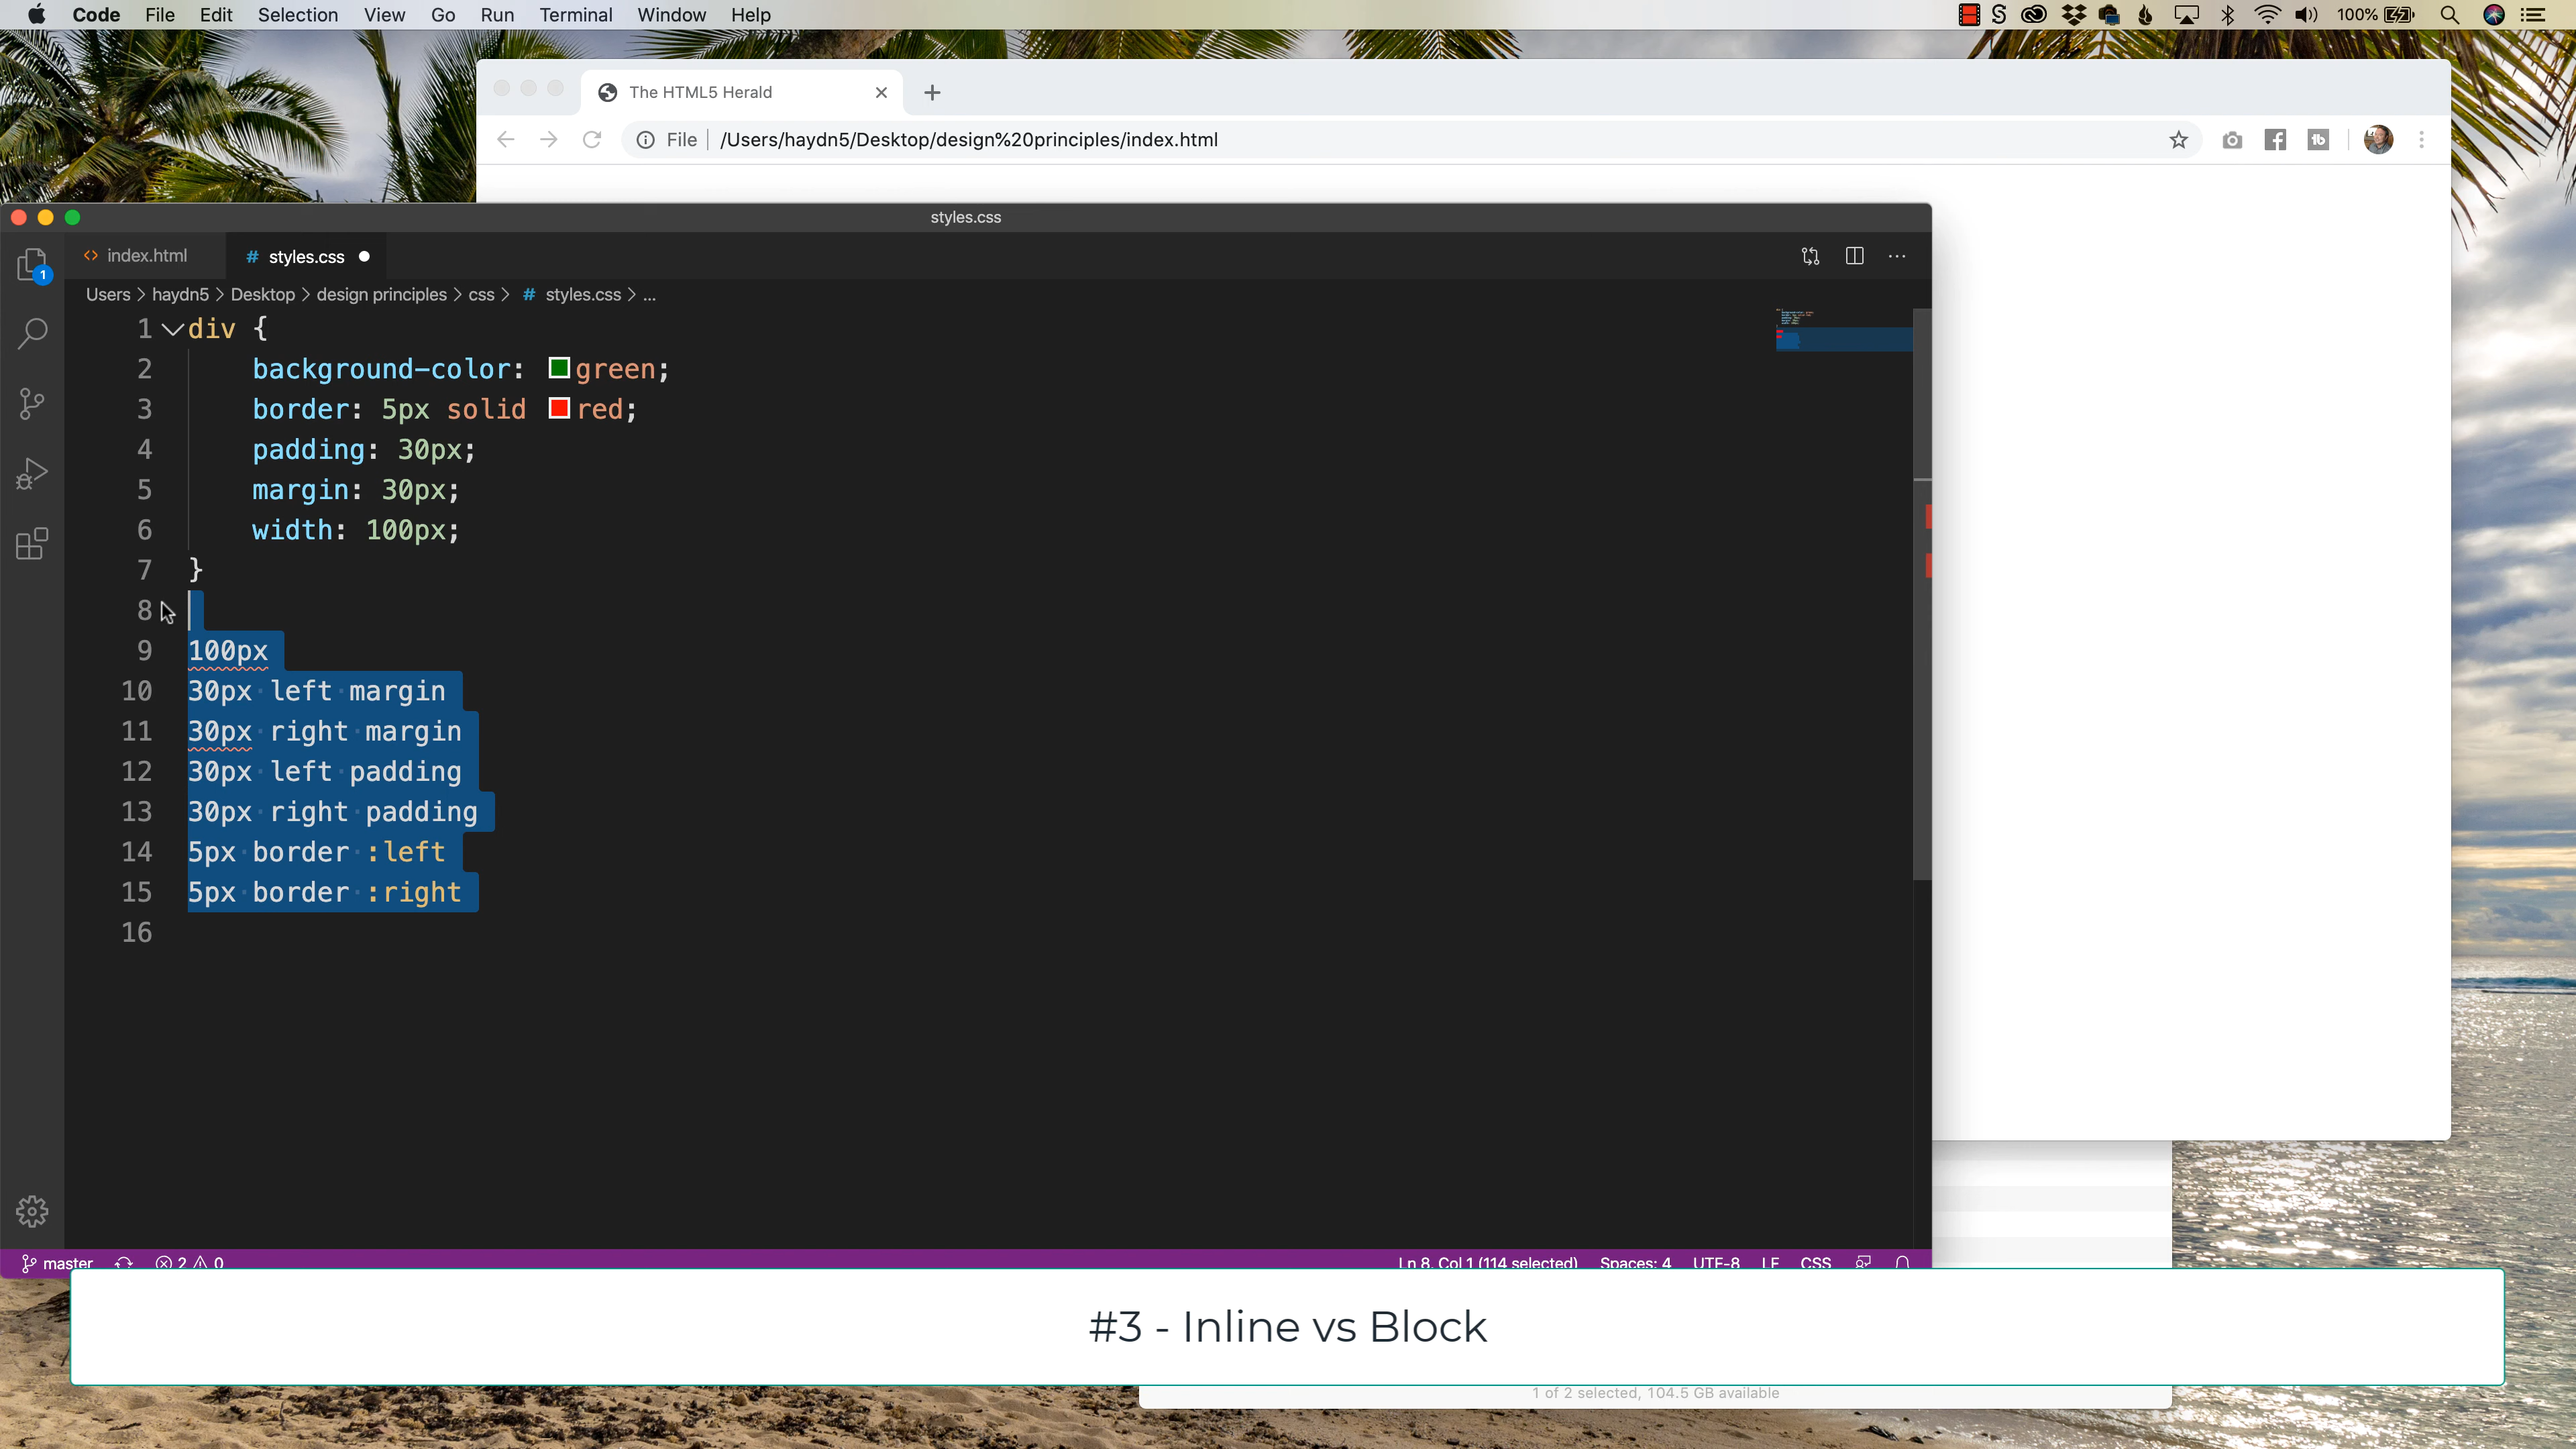 Code File Edit Selection View Go Run Terminal Window Help 100%
The HTML5 Herald
File /Users/haydn5/Desktop/design%20principles/index.html
styles.css
index.html # styles.css
1
Users > haydn5 > Desktop > design principles > css > # styles.css > ...
1 div {
2 background-color: green;
3 border: 5px solid red;
4 padding: 30px;
5 margin: 30px;
6 width: 100px;
7 }
8
9 100px
10 30px left margin
11 30px right margin
12 30px left padding
13 30px right padding
14 5px border :left
15 5px border :right
16
master 2 0 Ln 8, Col 1 (114 selected) Spaces: 4 UTF-8 LF CSS
#3 - Inline vs Block
1 of 2 selected, 104.5 GB available